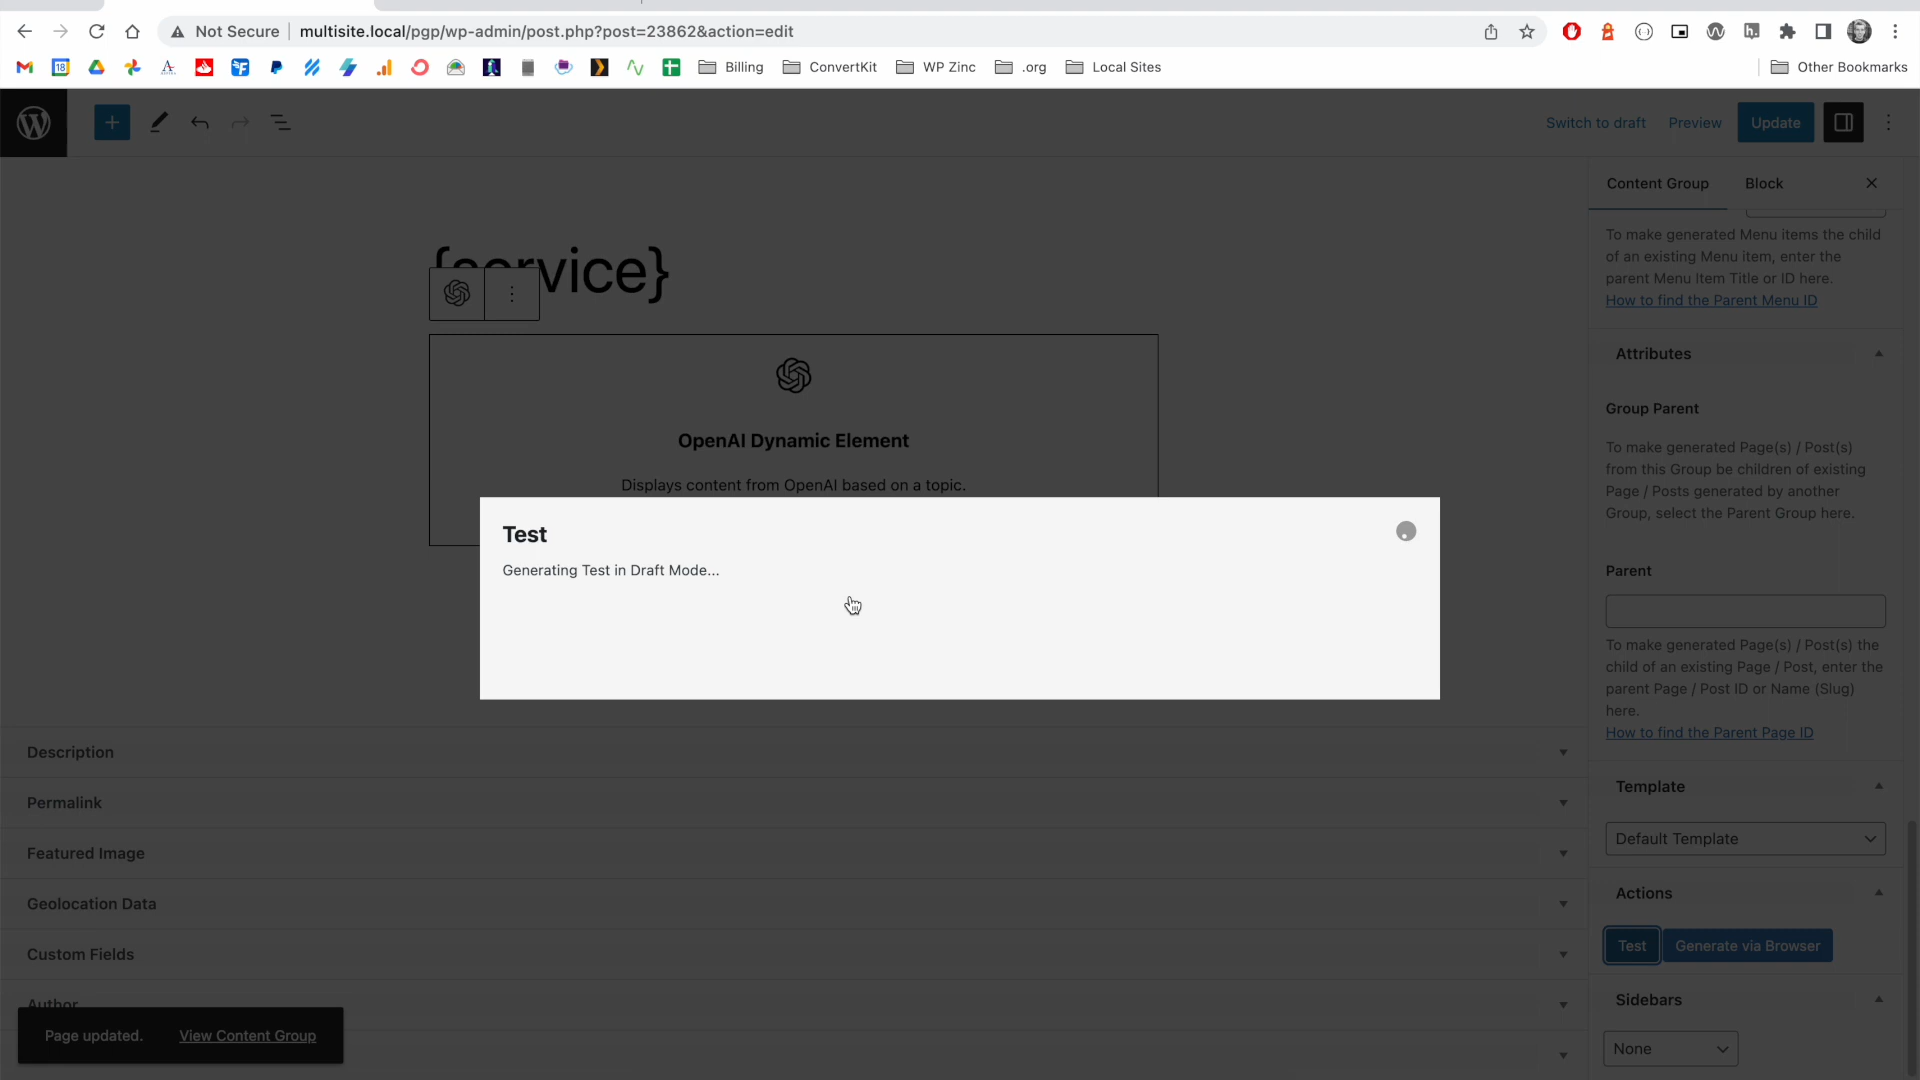 Not Secure
multisite.local/pgp/wp-admin/post.php?post=23862&action=edit
18
Billing
ConvertKit
WP Zinc
.org
Local Sites
Other Bookmarks
Switch to draft
Preview
Update
Content Group
Block
{service}
To make generated Menu items the child
of an existing Menu item, enter the
parent Menu Item Title or ID here.
How to find the Parent Menu ID
Attributes
Group Parent
To make generated Page(s) / Post(s)
from this Group be children of existing
Page / Posts generated by another
Group, select the Parent Group here.
OpenAI Dynamic Element
Displays content from OpenAI based on a topic.
Test
Generating Test in Draft Mode...
Parent
To make generated Page(s) / Post(s) the
child of an existing Page / Post, enter the
parent Page / Post ID or Name (Slug)
here.
How to find the Parent Page ID
Template
Default Template
Actions
Test
Generate via Browser
Sidebars
None
Description
Permalink
Featured Image
Geolocation Data
Custom Fields
Author
Page updated.
View Content Group